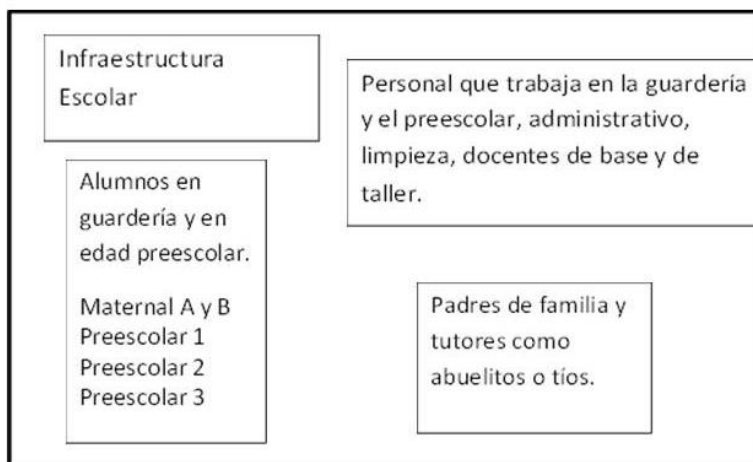 Infraestructura
Escolar
Personal que trabaja en la guardería
y el preescolar, administrativo,
limpieza, docentes de base y de
taller.
Alumnos en
guardería y en
edad preescolar.
Maternal A y B
Preescolar 1
Preescolar 2
Preescolar 3
Padres de familia y
tutores como
abuelitos o tíos.